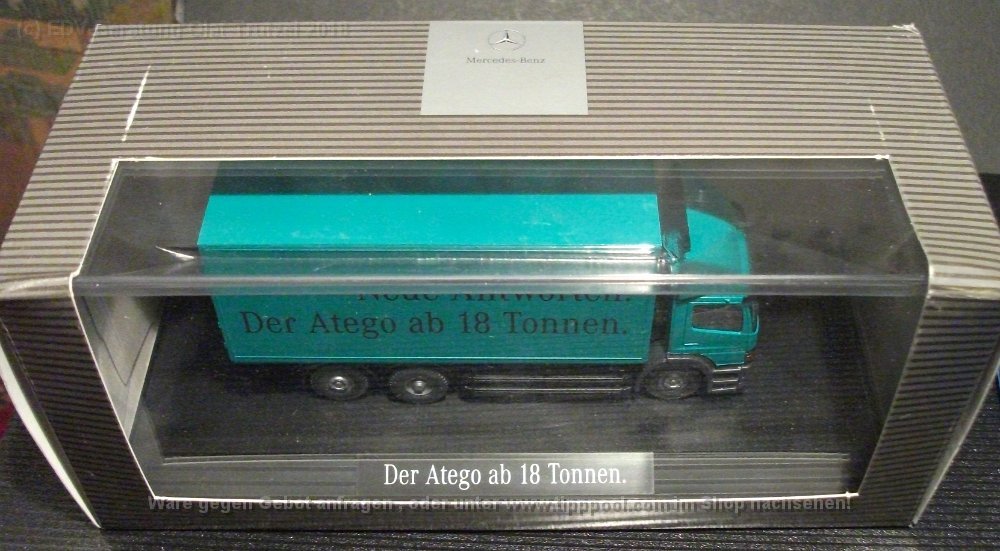 Mercedes-Benz
Neue Antworten.
Der Atego ab 18 Tonnen.
Der Atego ab 18 Tonnen.
Ware gegen Gebot anfragen, oder unter www.tipppool.com im Shop nachsehen!